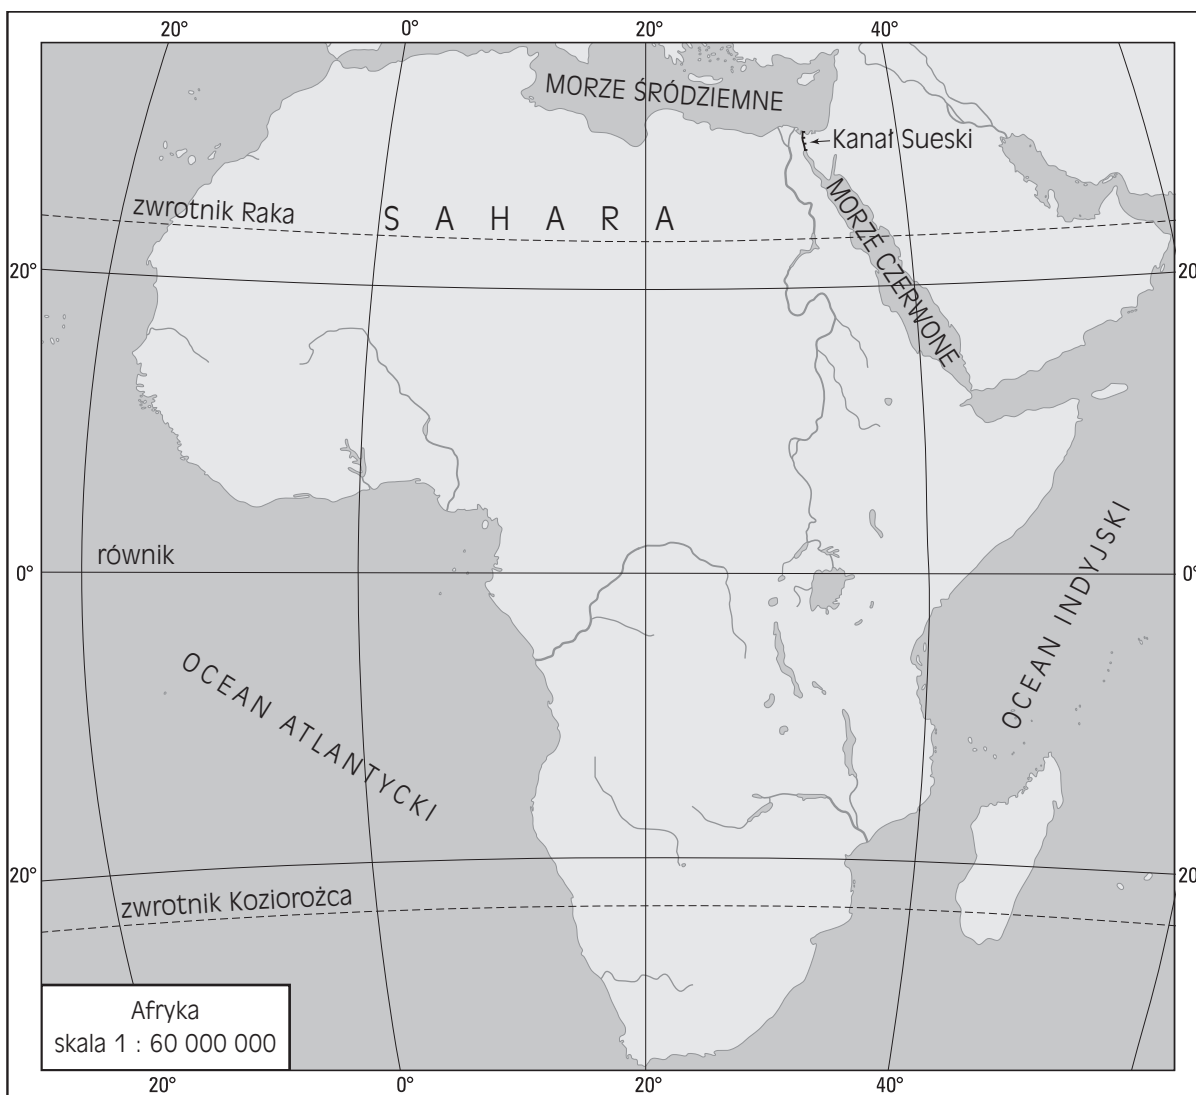 20° 0° 20° 40°
MORZE ŚRÓDZIEMNE
Kanał Sueski
zwrotnik Raka
SAHARA
MORZE CZERWONE
20° 20
równik
0° 0°
OCEAN INDYJSKI
OCEAN ATLANTYCKI
20° 20
zwrotnik Koziorożca
Afryka
skala 1 : 60 000 000
20° 0° 20° 40°